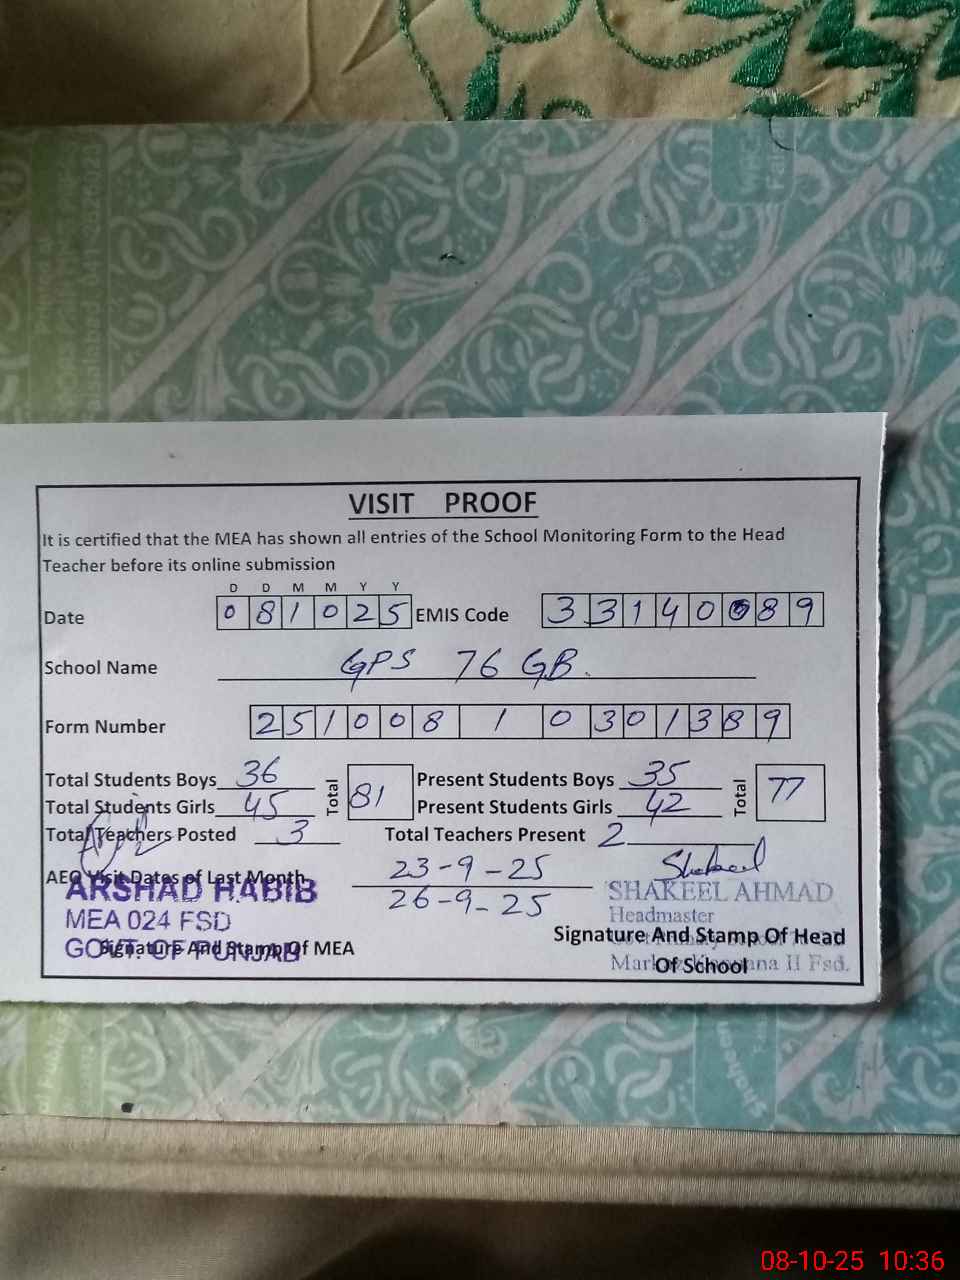 VISIT PROOF
It is certified that the MEA has shown all entries of the School Monitoring Form to the Head
Teacher before its online submission
D D M M Y Y
Date 0 8 1 0 2 5 EMIS Code 3 3 1 4 0 0 8 9
School Name GPS 76 GB.
Form Number 2 5 1 0 0 8 1 0 3 0 1 3 8 9
Total Students Boys 36 Total 81 Present Students Boys 35 Total 77
Total Students Girls 45 Present Students Girls 42
Total Teachers Posted 3 Total Teachers Present 2
AEO Visit Dates of Last Month 23-9-25
26-9-25
Shakeel
ARSHAD HABIB
MEA 024 FSD
GOVT. OF PUNJAB
Signature And Stamp Of MEA
SHAKEEL AHMAD
Headmaster
Signature And Stamp Of Head
Of School
II Fsd.
08-10-25 10:36